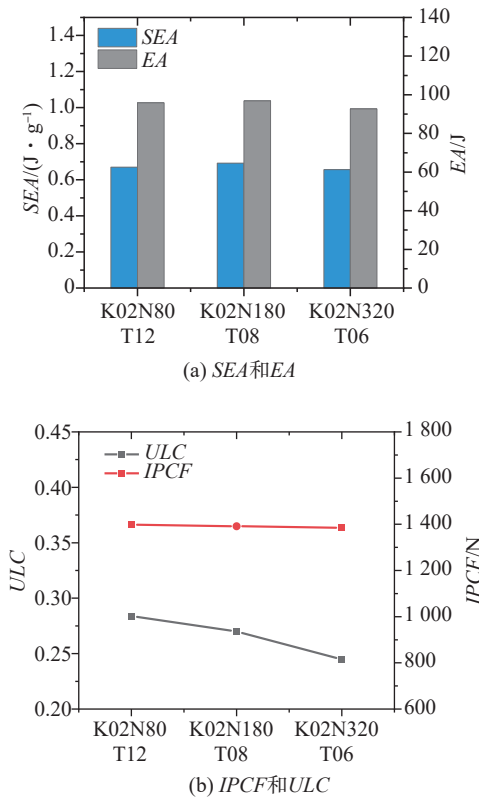 SEA
EA
1.4
1.2
1.0
0.8
0.6
0.4
0.2
0
SEA/(J·g⁻¹)
140
120
100
80
60
40
20
0
EA/J
K02N80 K02N180 K02N320
T12 T08 T06
(a) SEA和EA
ULC
IPCF
0.45
0.40
0.35
0.30
0.25
0.20
ULC
1 800
1 600
1 400
1 200
1 000
800
600
IPCF/N
K02N80 K02N180 K02N320
T12 T08 T06
(b) IPCF和ULC